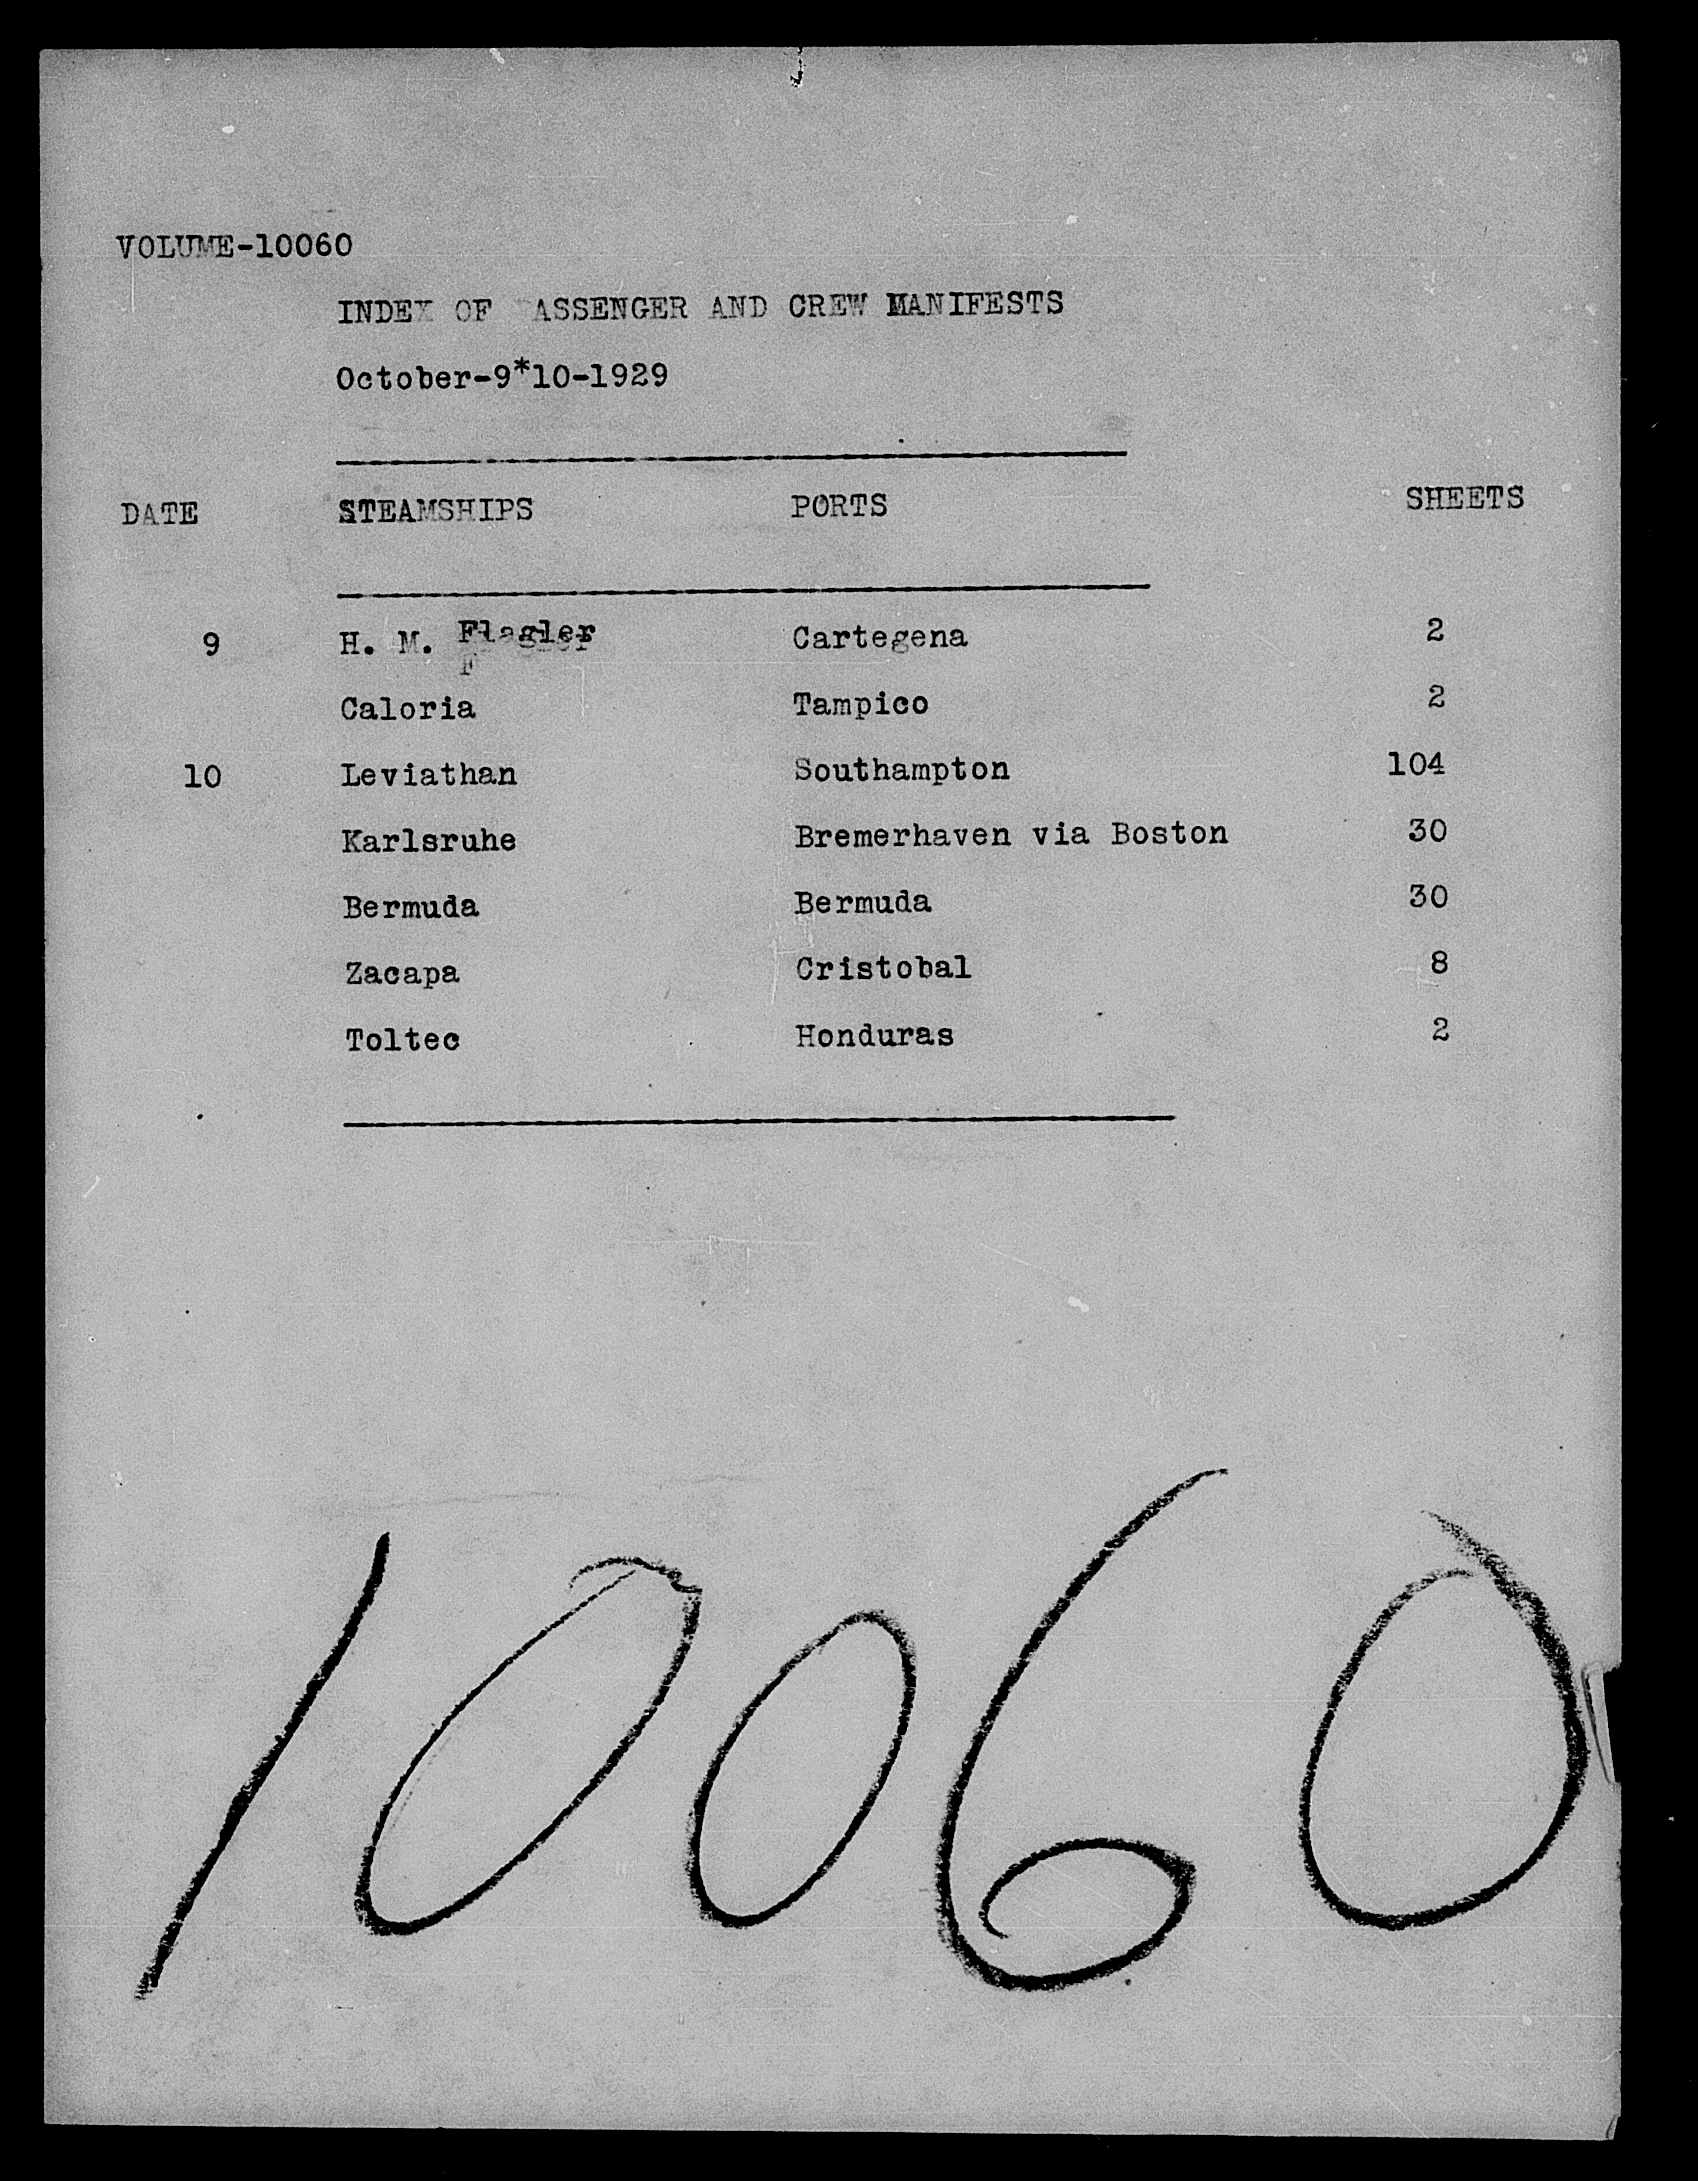 VOLUME-10060
INDEX OF PASSENGER AND CREW MANIFESTS
October-9*10-1929
DATE STEAMSHIPS PORTS SHEETS
9 H. M. Flagler Cartegena 2
Caloria Tampico 2
10 Leviathan Southampton 104
Karlsruhe Bremerhaven via Boston 30
Bermuda Bermuda 30
Zacapa Cristobal 8
Toltec Honduras 2
10060